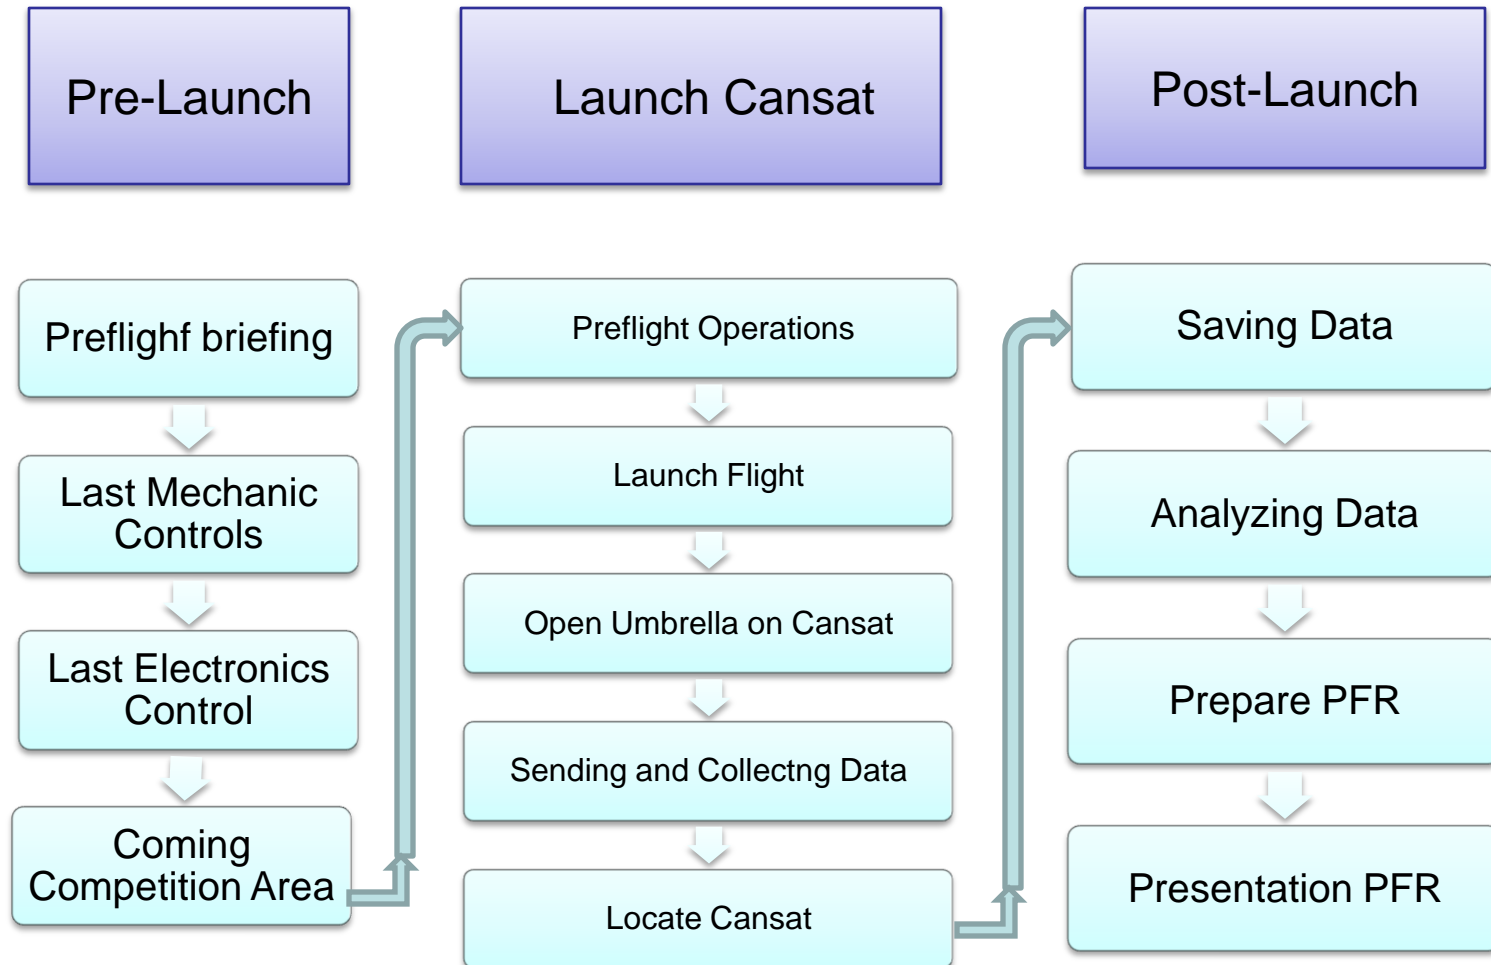 Pre-Launch
Launch Cansat
Post-Launch
Preflighf briefing
Last Mechanic
Controls
Last Electronics
Control
Coming
Competition Area
Preflight Operations
Launch Flight
Open Umbrella on Cansat
Sending and Collectng Data
Locate Cansat
Saving Data
Analyzing Data
Prepare PFR
Presentation PFR